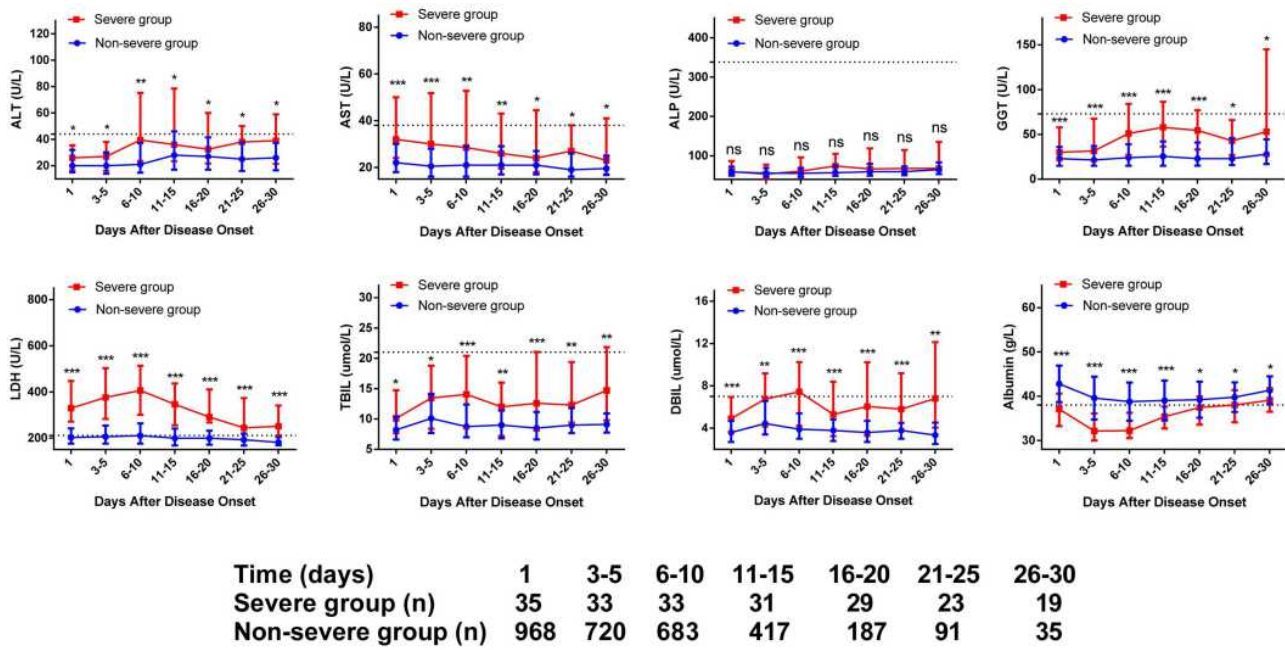 Severe group
Non-severe group
120
100
80
60
40
20
ALT (U/L)
* * ** * * * *
1 3-5 6-10 11-15 16-20 21-25 26-30
Days After Disease Onset
Severe group
Non-severe group
80
60
40
20
AST (U/L)
*** *** ** ** * * *
1 3-5 6-10 11-15 16-20 21-25 26-30
Days After Disease Onset
Severe group
Non-severe group
400
300
200
100
ALP (U/L)
ns ns ns ns ns ns ns
1 3-5 6-10 11-15 16-20 21-25 26-30
Days After Disease Onset
Severe group
Non-severe group
150
100
50
0
GGT (U/L)
*** *** *** *** *** * *
1 3-5 6-10 11-15 16-20 21-25 26-30
Days After Disease Onset
Severe group
Non-severe group
800
600
400
200
LDH (U/L)
*** *** *** *** *** *** ***
1 3-5 6-10 11-15 16-20 21-25 26-30
Days After Disease Onset
Severe group
Non-severe group
30
25
20
15
10
5
TBIL (umol/L)
* * *** ** *** ** **
1 3-5 6-10 11-15 16-20 21-25 26-30
Days After Disease Onset
Severe group
Non-severe group
16
12
8
4
DBIL (umol/L)
*** ** *** * *** *** **
1 3-5 6-10 11-15 16-20 21-25 26-30
Days After Disease Onset
Severe group
Non-severe group
60
50
40
30
Albumin (g/L)
*** *** *** *** * * *
1 3-5 6-10 11-15 16-20 21-25 26-30
Days After Disease Onset
Time (days) 1 3-5 6-10 11-15 16-20 21-25 26-30
Severe group (n) 35 33 33 31 29 23 19
Non-severe group (n) 968 720 683 417 187 91 35